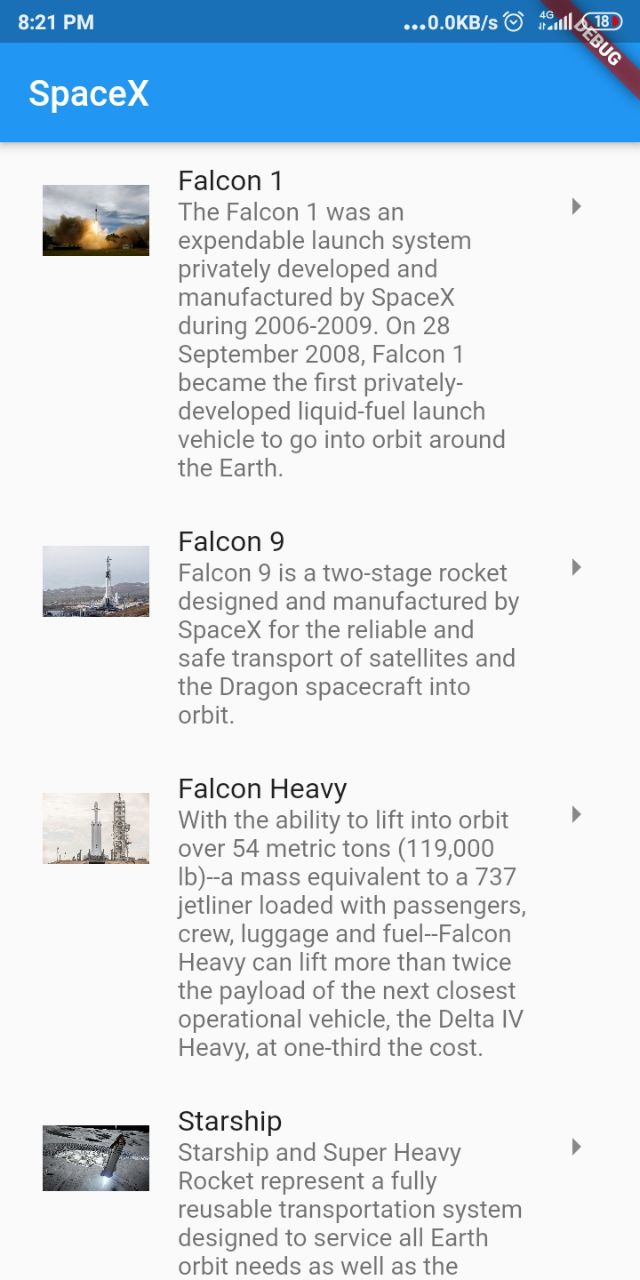 8:21 PM
...0.0KB/s
4G
18
DEBUG
SpaceX
Falcon 1
The Falcon 1 was an
expendable launch system
privately developed and
manufactured by SpaceX
during 2006-2009. On 28
September 2008, Falcon 1
became the first privately-
developed liquid-fuel launch
vehicle to go into orbit around
the Earth.
Falcon 9
Falcon 9 is a two-stage rocket
designed and manufactured by
SpaceX for the reliable and
safe transport of satellites and
the Dragon spacecraft into
orbit.
Falcon Heavy
With the ability to lift into orbit
over 54 metric tons (119,000
lb)--a mass equivalent to a 737
jetliner loaded with passengers,
crew, luggage and fuel--Falcon
Heavy can lift more than twice
the payload of the next closest
operational vehicle, the Delta IV
Heavy, at one-third the cost.
Starship
Starship and Super Heavy
Rocket represent a fully
reusable transportation system
designed to service all Earth
orbit needs as well as the